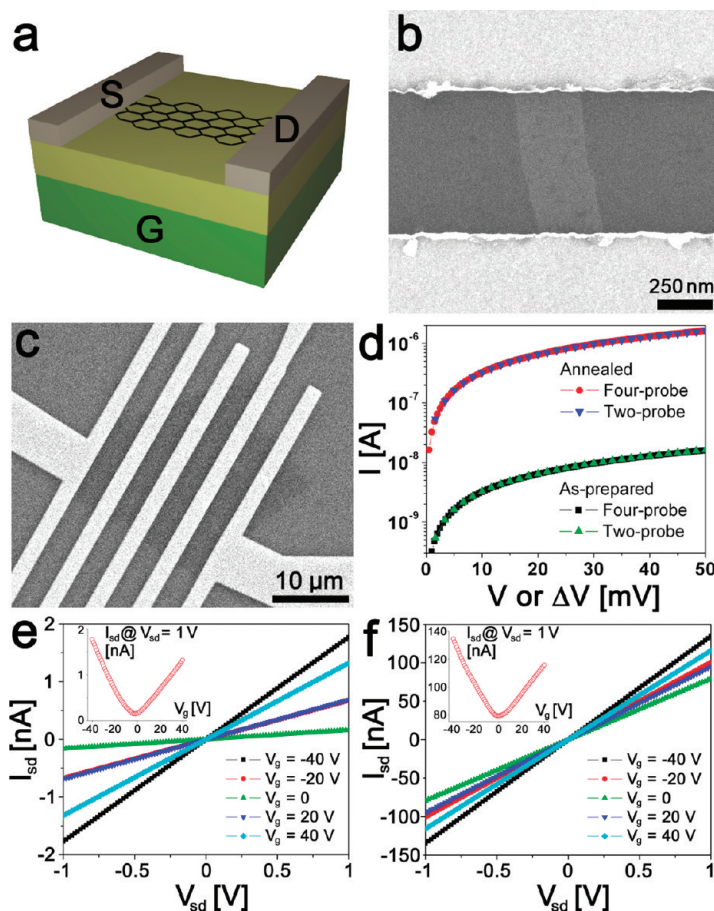 a
S
D
G
b
250 nm
c
10 µm
d
I [A]
10⁻⁶
10⁻⁷
10⁻⁸
10⁻⁹
Annealed
Four-probe
Two-probe
As-prepared
Four-probe
Two-probe
0 10 20 30 40 50
V or ΔV [mV]
e
I_sd [nA]
2
1
0
-1
-2
I_sd @ V_sd = 1 V
[nA]
2
1
0
-40 -20 0 20 40
V_g [V]
V_g = -40 V
V_g = -20 V
V_g = 0
V_g = 20 V
V_g = 40 V
-1 -0.5 0 0.5 1
V_sd [V]
f
I_sd [nA]
150
100
50
0
-50
-100
-150
I_sd @ V_sd = 1 V
[nA]
140
120
100
80
-40 -20 0 20 40
V_g [V]
V_g = -40 V
V_g = -20 V
V_g = 0
V_g = 20 V
V_g = 40 V
-1 -0.5 0 0.5 1
V_sd [V]